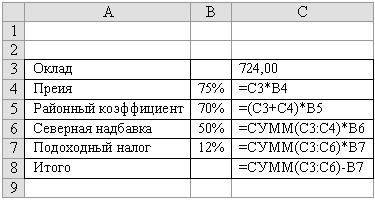 A B C
1
2
3 Оклад 724,00
4 Преия 75% =C3*B4
5 Районный коэффициент 70% =(C3+C4)*B5
6 Северная надбавка 50% =СУММ(C3:C4)*B6
7 Подоходный налог 12% =СУММ(C3:C6)*B7
8 Итого =СУММ(C3:C6)-B7
9